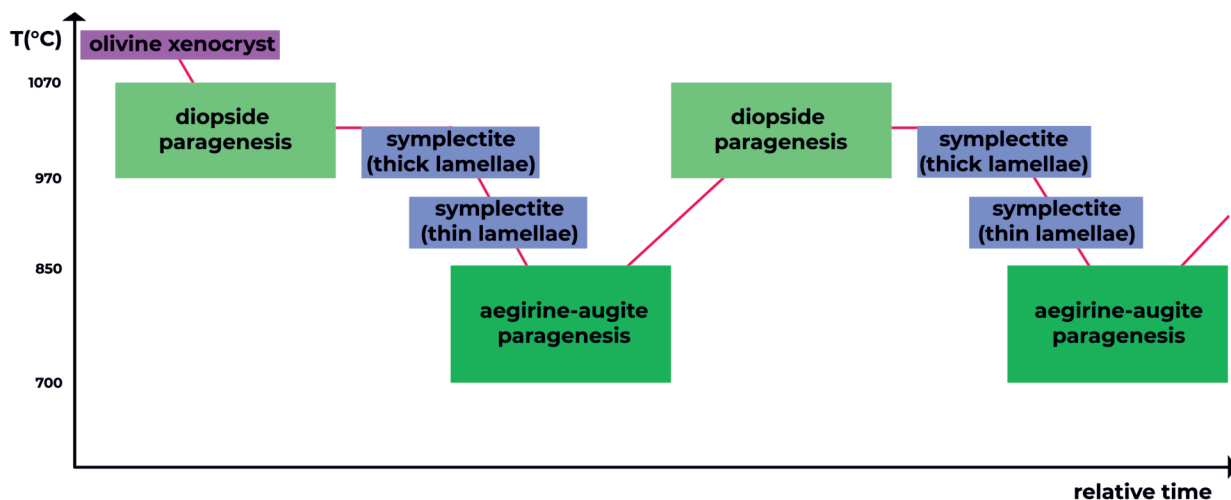 T(°C)
olivine xenocryst
1070
diopside
paragenesis
diopside
paragenesis
symplectite
(thick lamellae)
symplectite
(thick lamellae)
970
symplectite
(thin lamellae)
symplectite
(thin lamellae)
850
aegirine-augite
paragenesis
aegirine-augite
paragenesis
700
relative time